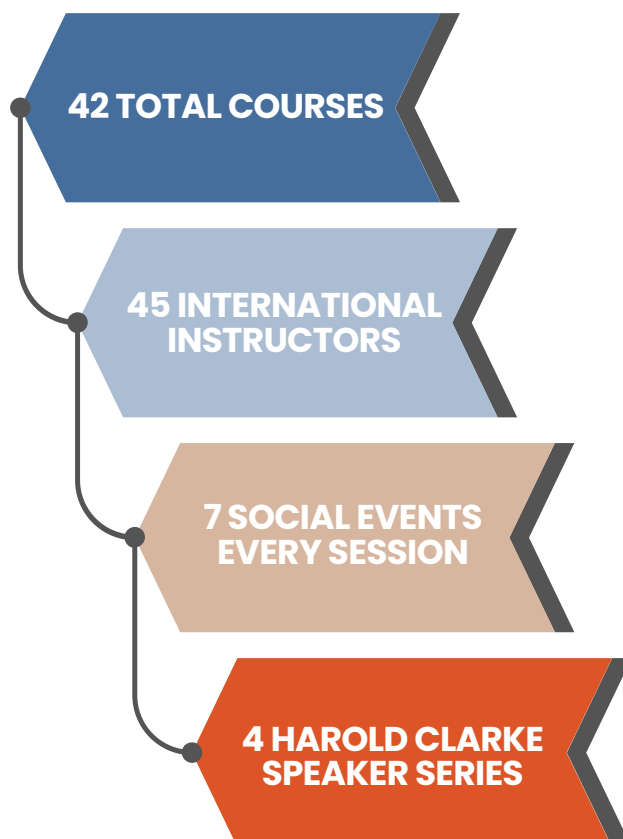 42 TOTAL COURSES
45 INTERNATIONAL
INSTRUCTORS
7 SOCIAL EVENTS
EVERY SESSION
4 HAROLD CLARKE
SPEAKER SERIES